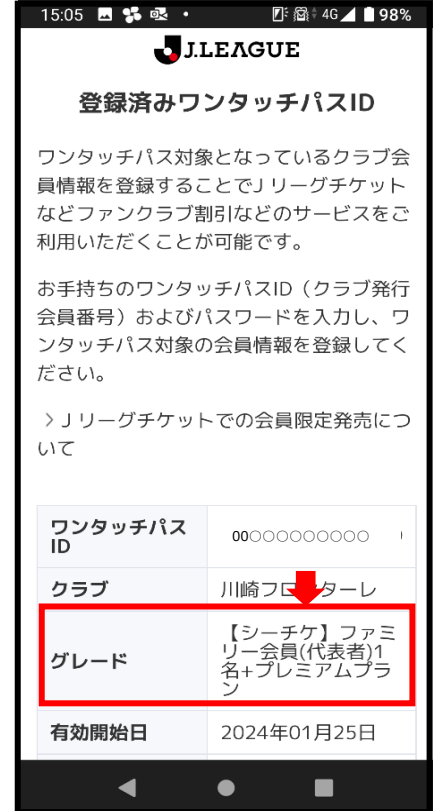 15:05 4G 98%
J.LEAGUE
登録済みワンタッチパスID
ワンタッチパス対象となっているクラブ会
員情報を登録することでJリーグチケット
などファンクラブ割引などのサービスをご
利用いただくことが可能です。
お手持ちのワンタッチパスID（クラブ発行
会員番号）およびパスワードを入力し、ワ
ンタッチパス対象の会員情報を登録してく
ださい。
＞Jリーグチケットでの会員限定発売につ
いて
ワンタッチパス
ID
00○○○○○○○○○
クラブ
川崎フロンターレ
グレード
【シーチケ】ファミ
リー会員(代表者)1
名+プレミアムプラ
ン
有効開始日
2024年01月25日